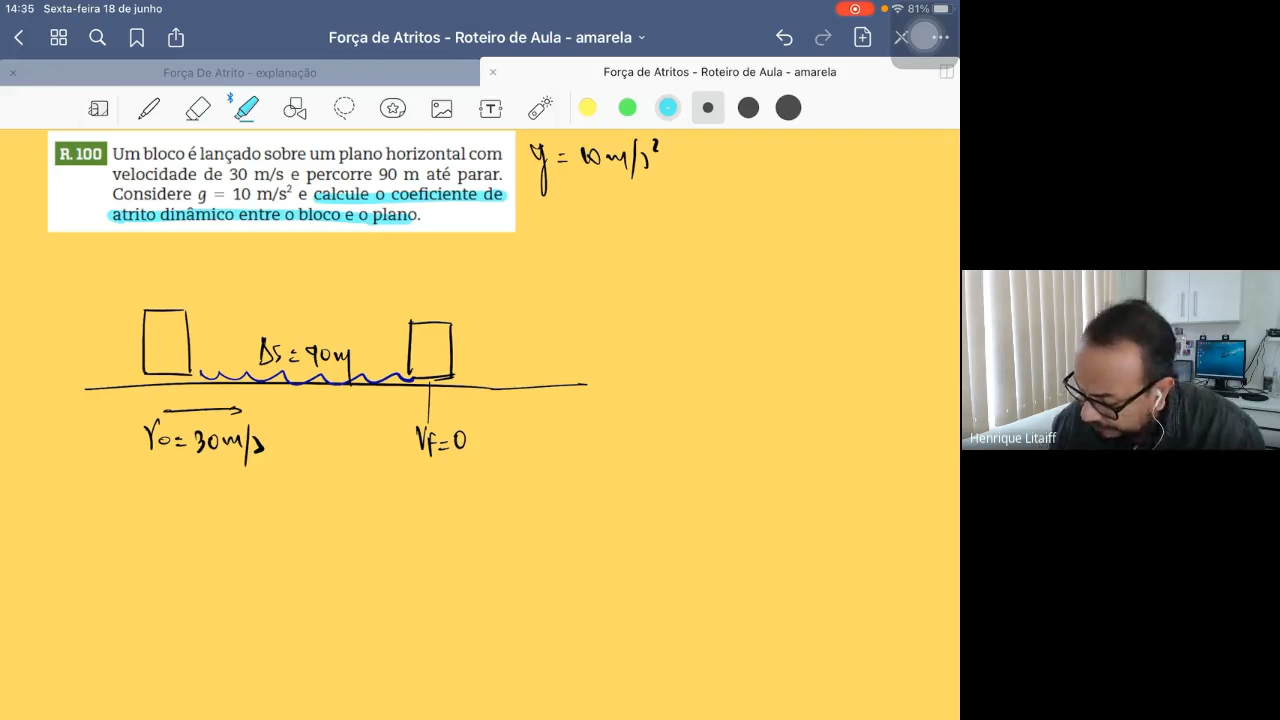 14:35 Sexta-feira 18 de junho
81%
Força de Atritos - Roteiro de Aula - amarela
Força De Atrito - explanação
Força de Atritos - Roteiro de Aula - amarela
R. 100 Um bloco é lançado sobre um plano horizontal com
velocidade de 30 m/s e percorre 90 m até parar.
Considere g = 10 m/s² e calcule o coeficiente de
atrito dinâmico entre o bloco e o plano.
g = 10 m/s²
ΔS = 90m
V0 = 30m/s
VF = 0
Henrique Litaiff